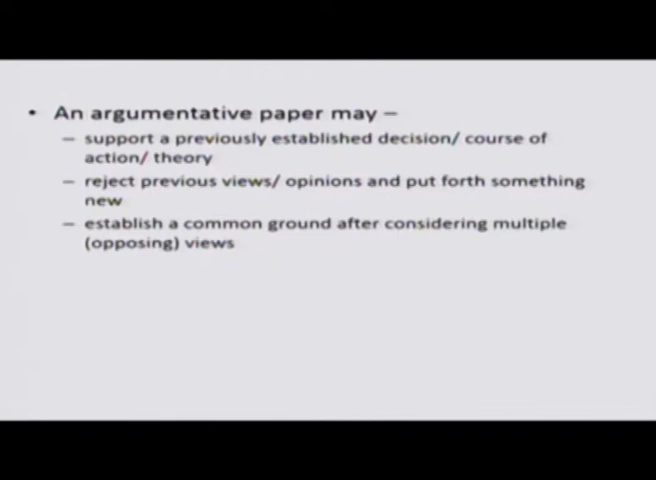 • An argumentative paper may –
– support a previously established decision/ course of
action/ theory
– reject previous views/ opinions and put forth something
new
– establish a common ground after considering multiple
(opposing) views